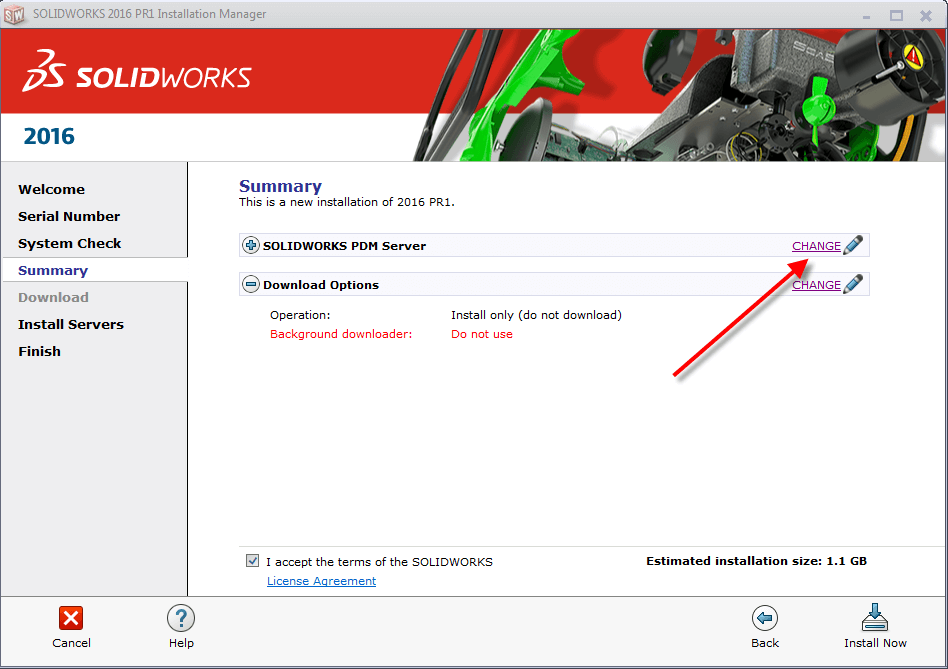 SOLIDWORKS 2016 PR1 Installation Manager
SOLIDWORKS
2016
Welcome
Serial Number
System Check
Summary
Download
Install Servers
Finish
Summary
This is a new installation of 2016 PR1.
SOLIDWORKS PDM Server CHANGE
Download Options CHANGE
Operation: Install only (do not download)
Background downloader: Do not use
I accept the terms of the SOLIDWORKS
License Agreement
Estimated installation size: 1.1 GB
Cancel Help Back Install Now